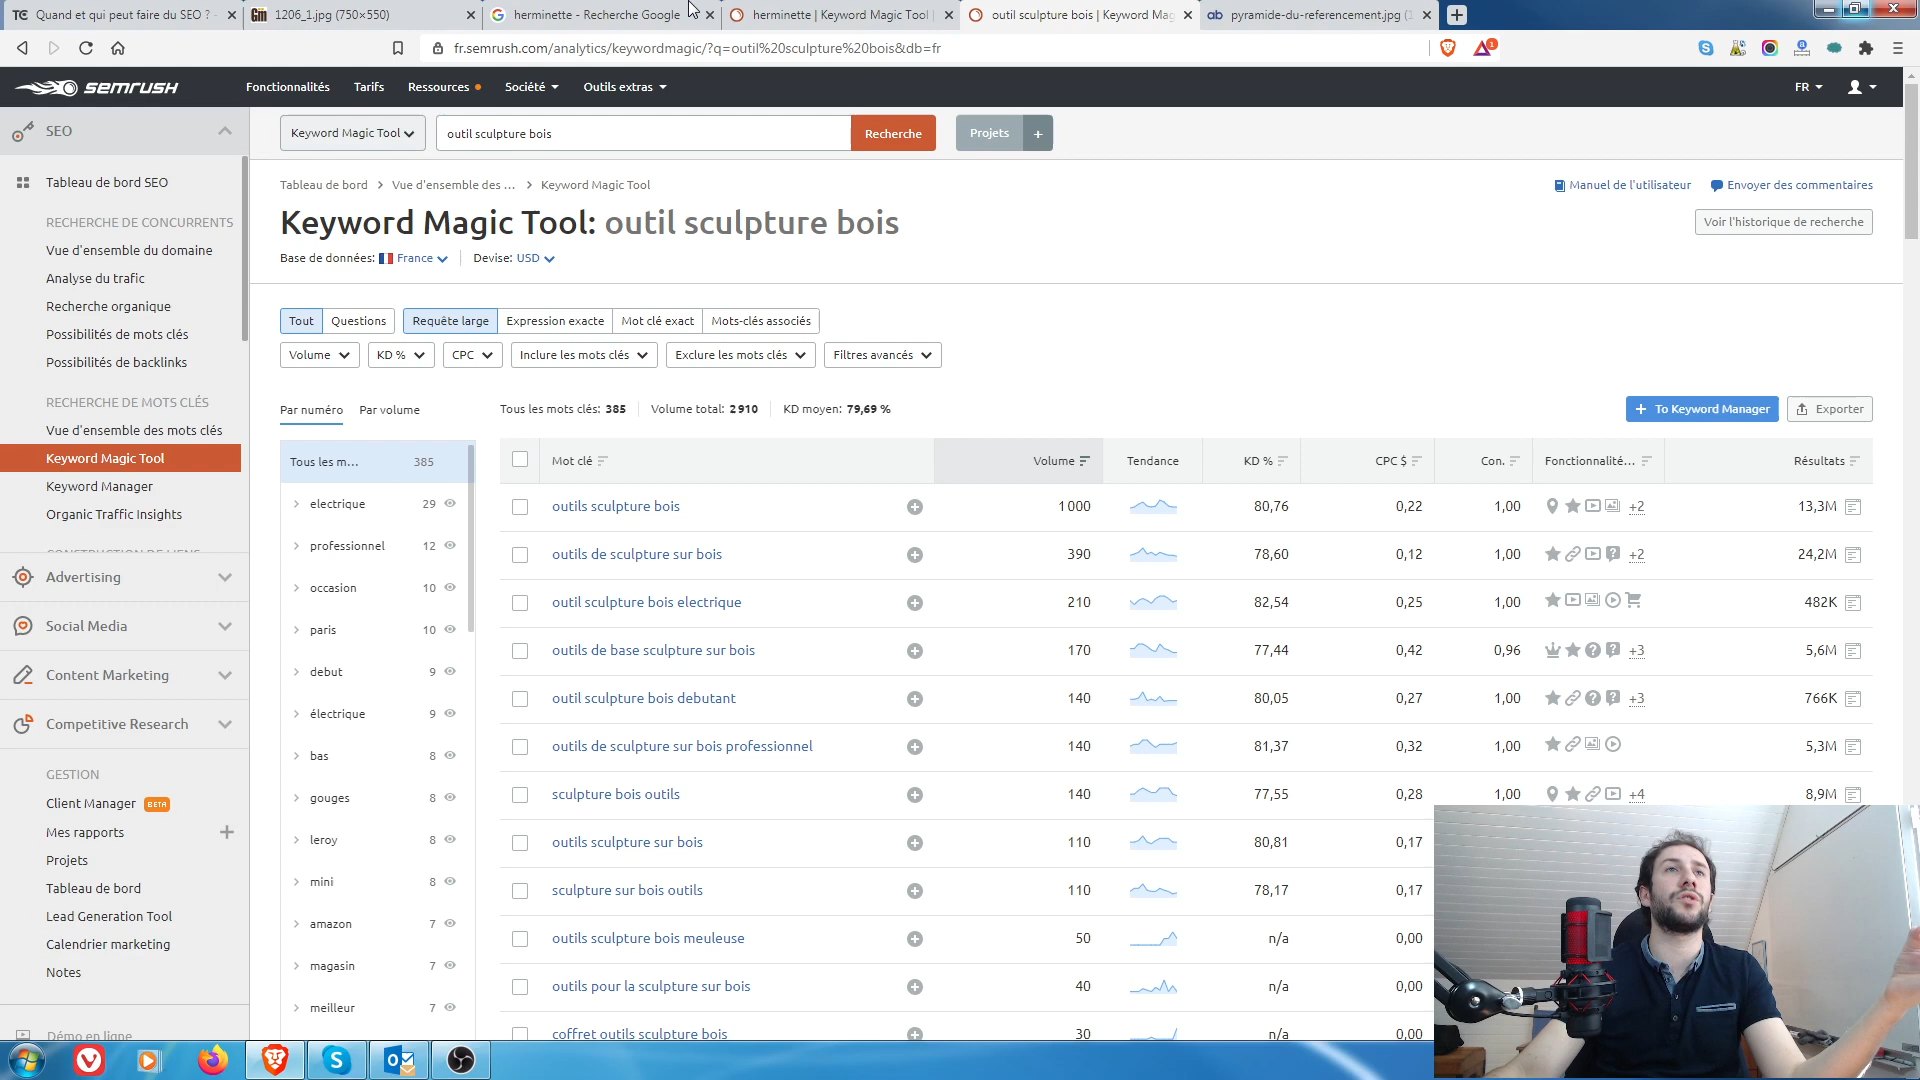 TC Quand et qui peut faire du SEO ? -
Gm 1206_1.jpg (750×550)
herminette - Recherche Google
herminette | Keyword Magic Tool |
outil sculpture bois | Keyword Mag
ab pyramide-du-referencement.jpg (1
fr.semrush.com/analytics/keywordmagic/?q=outil%20sculpture%20bois&db=fr
1
SEMRUSH
Fonctionnalités
Tarifs
Ressources
Société
Outils extras
FR
SEO
Keyword Magic Tool
outil sculpture bois
Recherche
Projets
+
Tableau de bord SEO
RECHERCHE DE CONCURRENTS
Vue d'ensemble du domaine
Analyse du trafic
Recherche organique
Possibilités de mots clés
Possibilités de backlinks
RECHERCHE DE MOTS CLÉS
Vue d'ensemble des mots clés
Keyword Magic Tool
Keyword Manager
Organic Traffic Insights
CONSTRUCTION DE LIENS
Advertising
Social Media
Content Marketing
Competitive Research
GESTION
Client Manager BETA
Mes rapports
Projets
Tableau de bord
Lead Generation Tool
Calendrier marketing
Notes
Démo en ligne
Tableau de bord > Vue d'ensemble des ... > Keyword Magic Tool
Manuel de l'utilisateur
Envoyer des commentaires
Keyword Magic Tool: outil sculpture bois
Voir l'historique de recherche
Base de données: France
Devise: USD
Tout
Questions
Requête large
Expression exacte
Mot clé exact
Mots-clés associés
Volume
KD %
CPC
Inclure les mots clés
Exclure les mots clés
Filtres avancés
Par numéro
Par volume
Tous les mots clés: 385
Volume total: 2 910
KD moyen: 79,69 %
+ To Keyword Manager
Exporter
Tous les m... 385
electrique 29
professionnel 12
occasion 10
paris 10
debut 9
électrique 9
bas 8
gouges 8
leroy 8
mini 8
amazon 7
magasin 7
meilleur 7
Mot clé Volume Tendance KD % CPC $ Con. Fonctionnalité... Résultats
outils sculpture bois 1 000 80,76 0,22 1,00 +2 13,3M
outils de sculpture sur bois 390 78,60 0,12 1,00 +2 24,2M
outil sculpture bois electrique 210 82,54 0,25 1,00 482K
outils de base sculpture sur bois 170 77,44 0,42 0,96 +3 5,6M
outil sculpture bois debutant 140 80,05 0,27 1,00 +3 766K
outils de sculpture sur bois professionnel 140 81,37 0,32 1,00 5,3M
sculpture bois outils 140 77,55 0,28 1,00 +4 8,9M
outils sculpture sur bois 110 80,81 0,17
sculpture sur bois outils 110 78,17 0,17
outils sculpture bois meuleuse 50 n/a 0,00
outils pour la sculpture sur bois 40 n/a 0,00
coffret outils sculpture bois 30 n/a 0,00